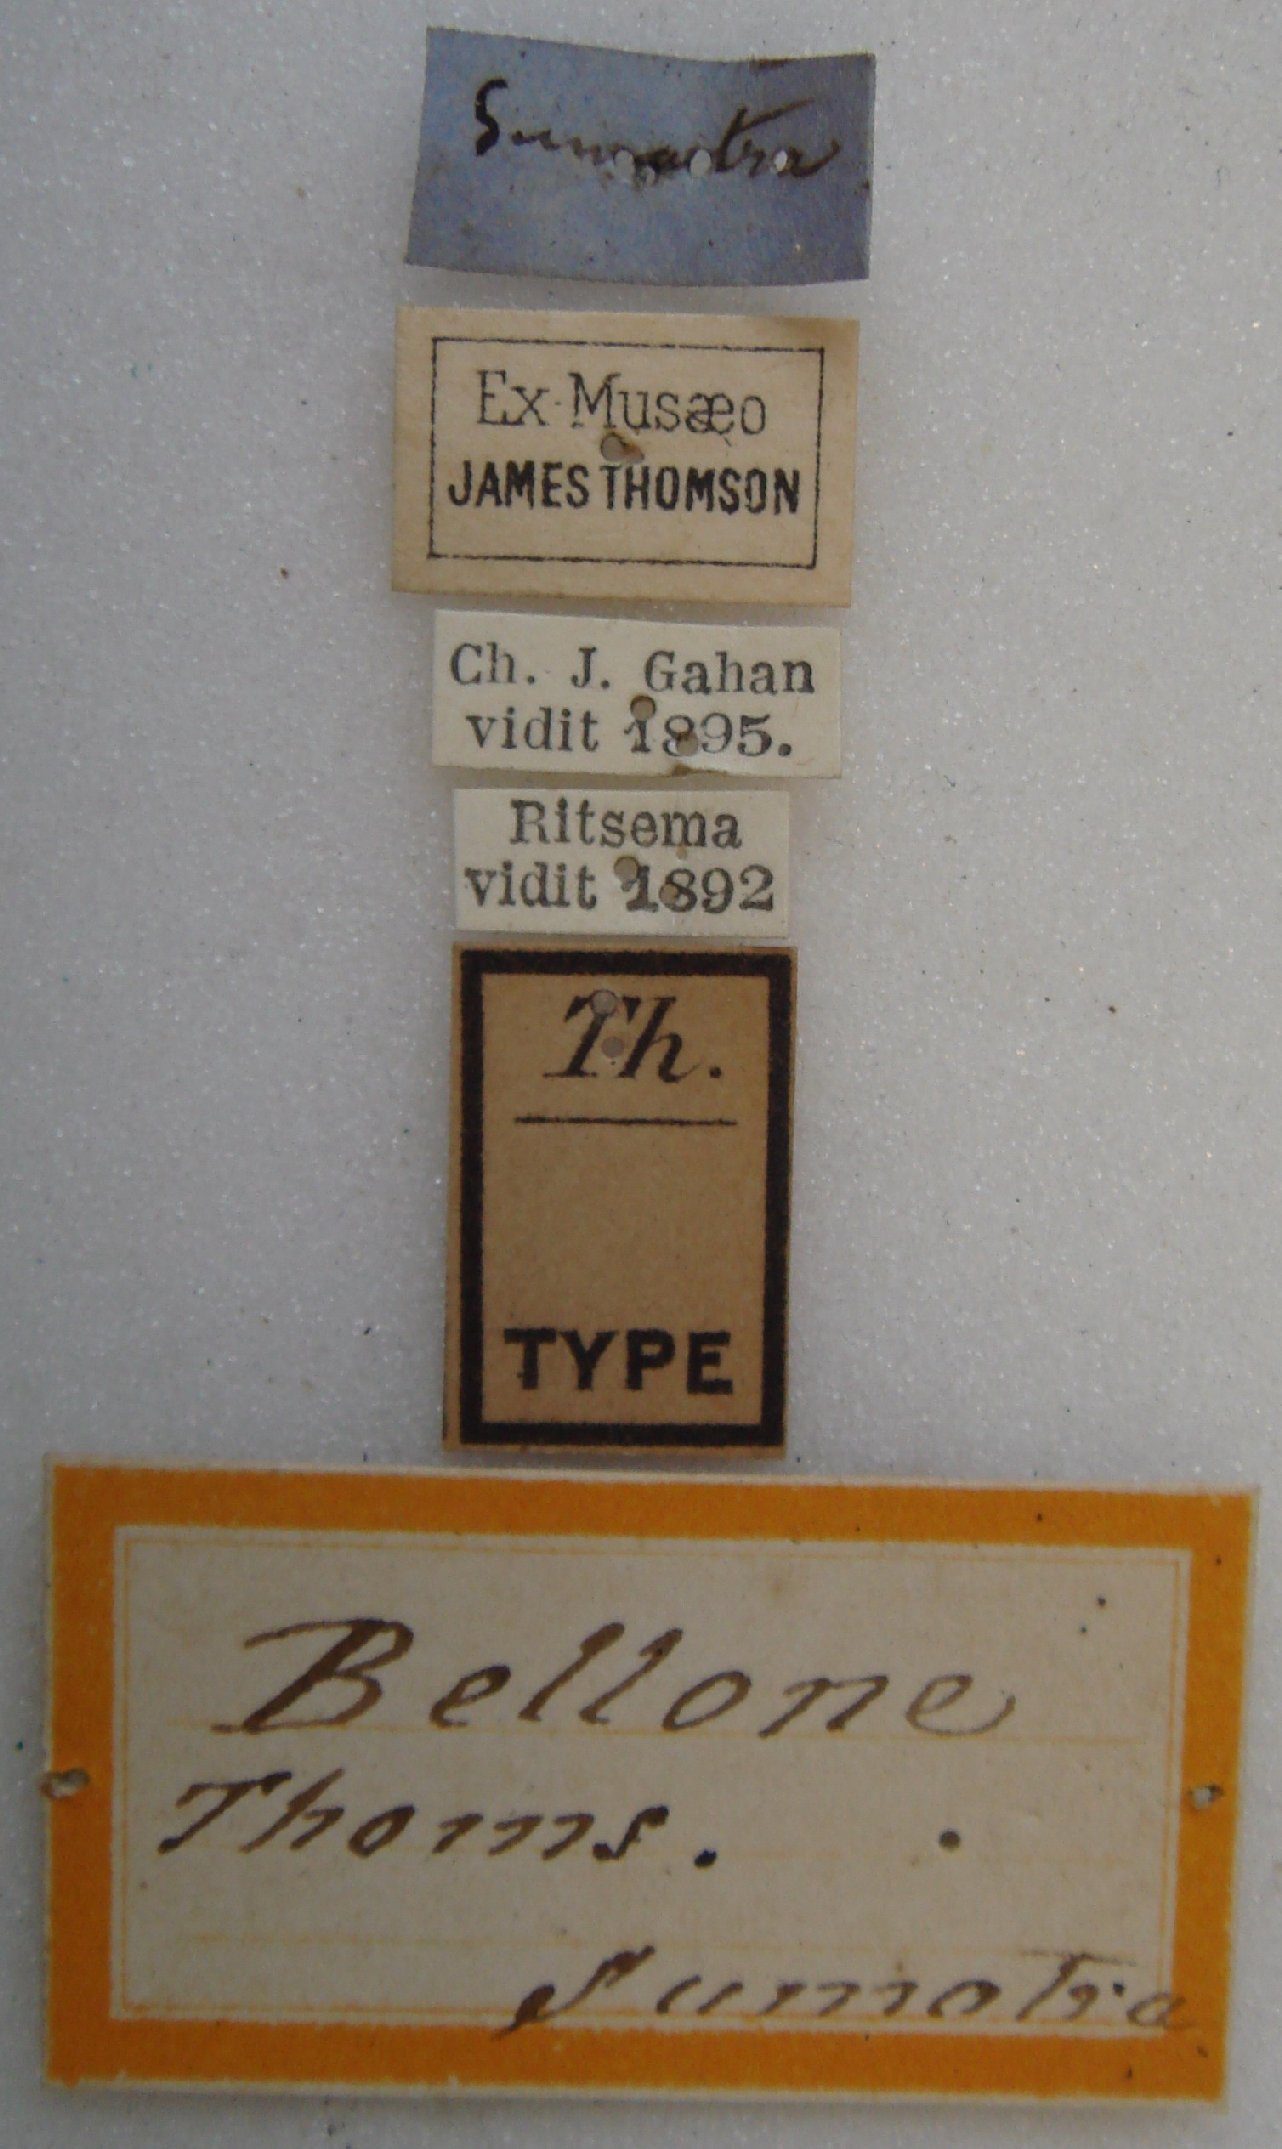 Sumatra
Ex Musæo
JAMES THOMSON
Ch. J. Gahan
vidit 1895.
Ritsema
vidit 1892
Th.
TYPE
Bellone
Thoms.
Sumatra